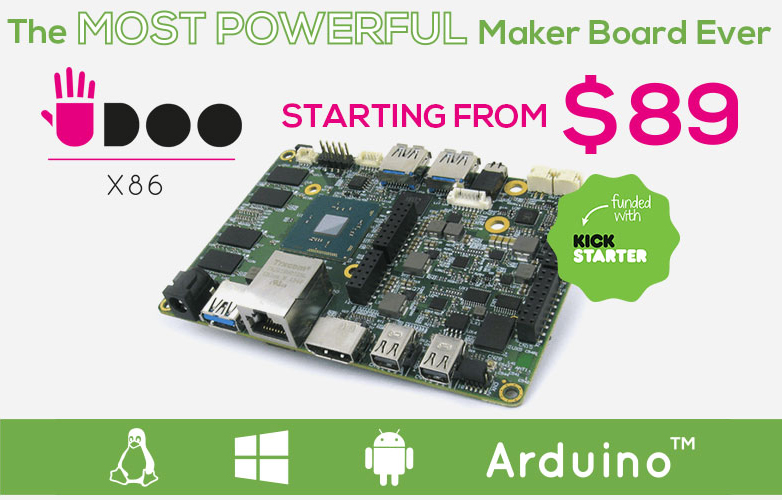 The MOST POWERFUL Maker Board Ever
UDOO
X86
STARTING FROM $89
funded
with
KICK
STARTER
Arduino™